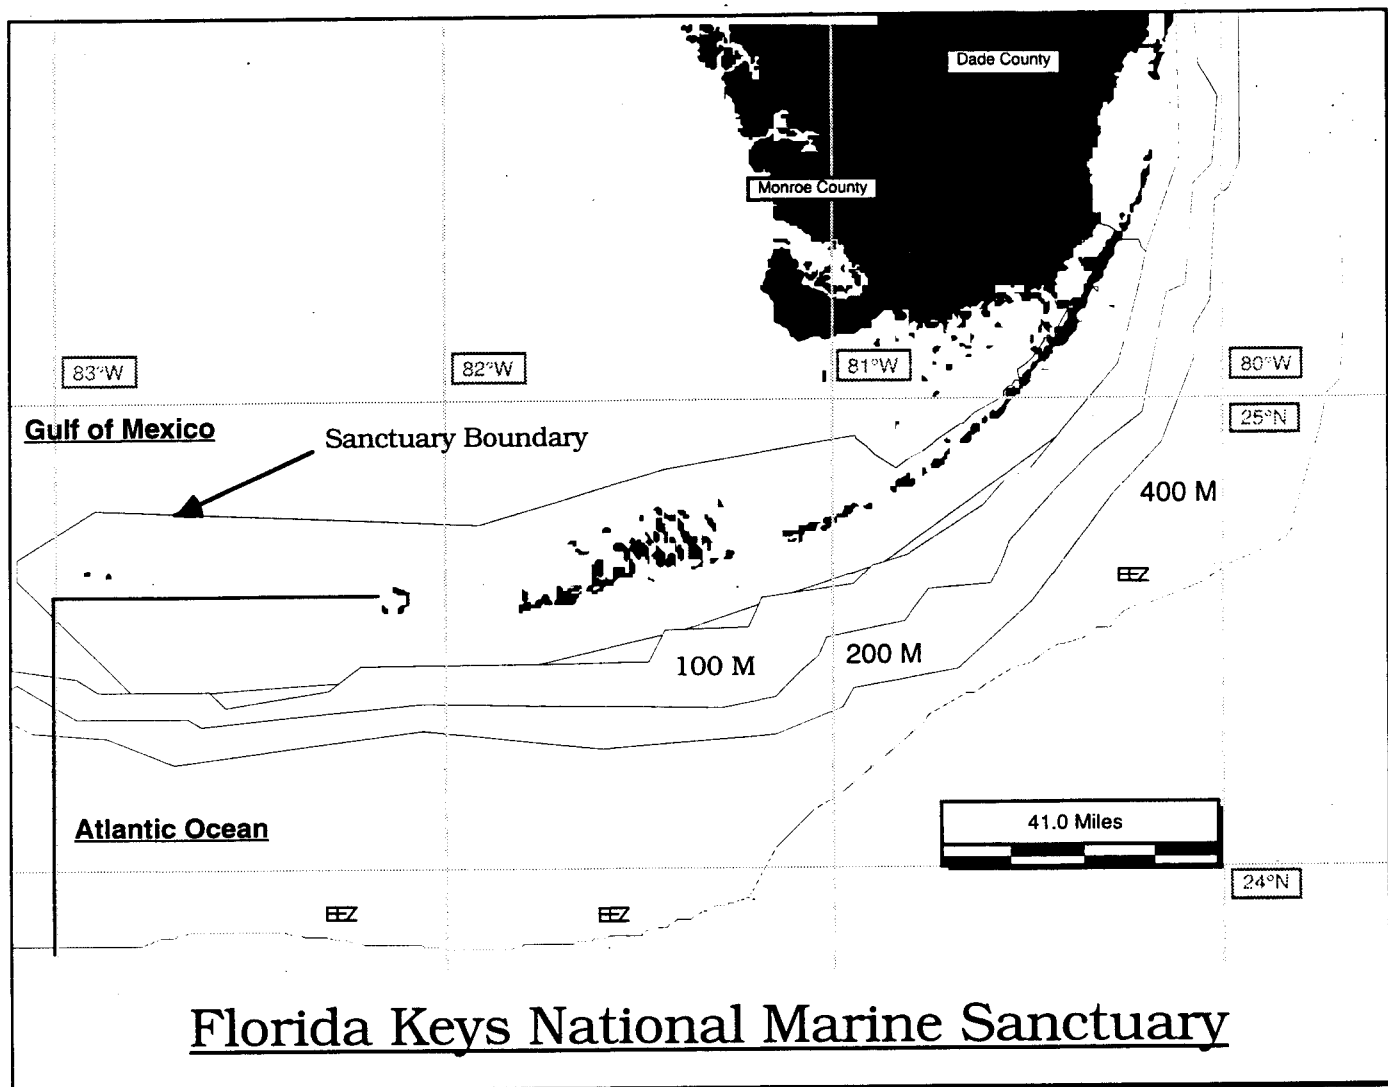 Dade County
Monroe County
83°W
82°W
81°W
80°W
25°N
Gulf of Mexico
Sanctuary Boundary
400 M
EEZ
200 M
100 M
Atlantic Ocean
41.0 Miles
24°N
EEZ
EEZ
Florida Keys National Marine Sanctuary